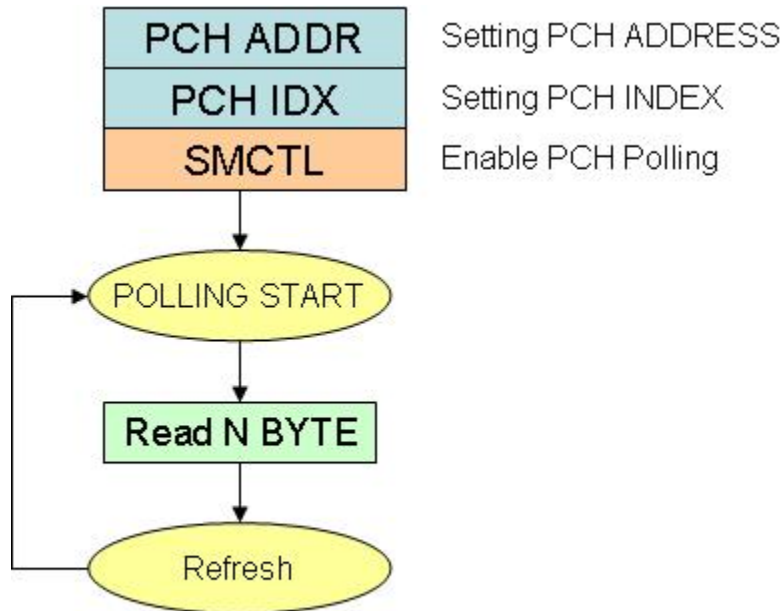 PCH ADDR Setting PCH ADDRESS
PCH IDX Setting PCH INDEX
SMCTL Enable PCH Polling
POLLING START
Read N BYTE
Refresh